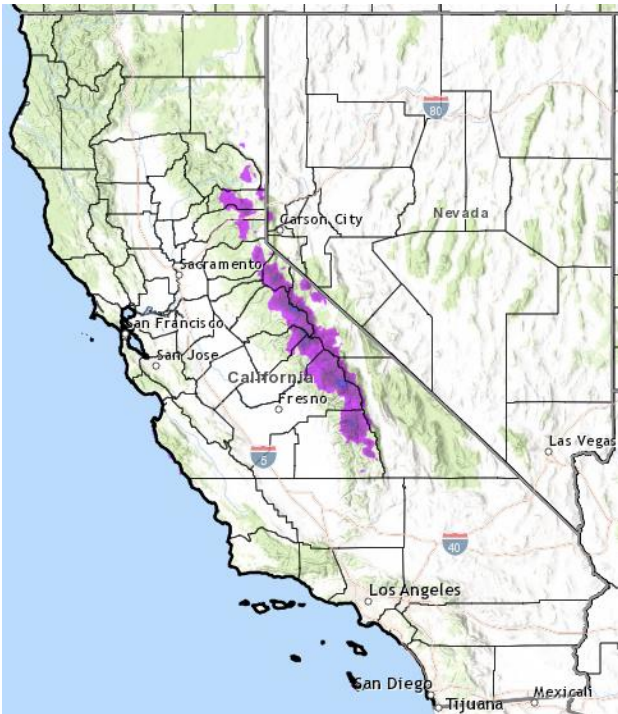 80
Nevada
Carson City
Sacramento
San Francisco
San Jose
California
Fresno
5
Las Vegas
40
Los Angeles
San Diego
Tijuana
Mexicali